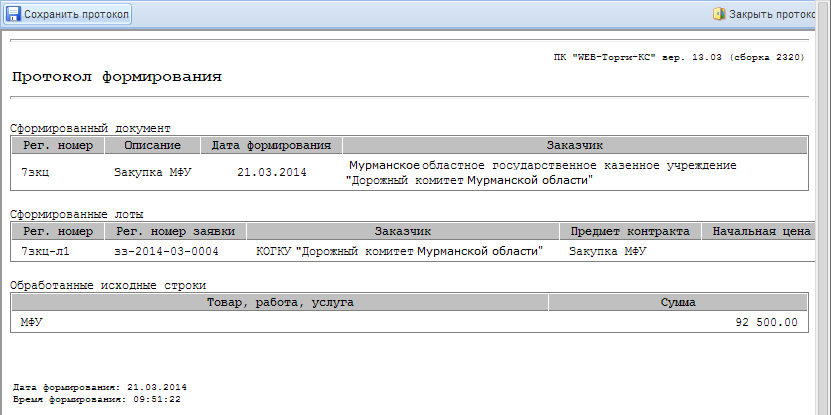 Сохранить протокол Закрыть протоко
ПК "WEB-Торги-КС" вер. 13.03 (сборка 2320)
Протокол формирования
Сформированный документ
Рег. номер Описание Дата формирования Заказчик
7зкц Закупка МФУ 21.03.2014 Мурманское областное государственное казенное учреждение
"Дорожный комитет Мурманской области"
Сформированные лоты
Рег. номер Рег. номер заявки Заказчик Предмет контракта Начальная цена
7зкц-л1 зз-2014-03-0004 КОГКУ "Дорожный комитет Мурманской области" Закупка МФУ
Обработанные исходные строки
Товар, работа, услуга Сумма
МФУ 92 500.00
Дата формирования: 21.03.2014
Время формирования: 09:51:22